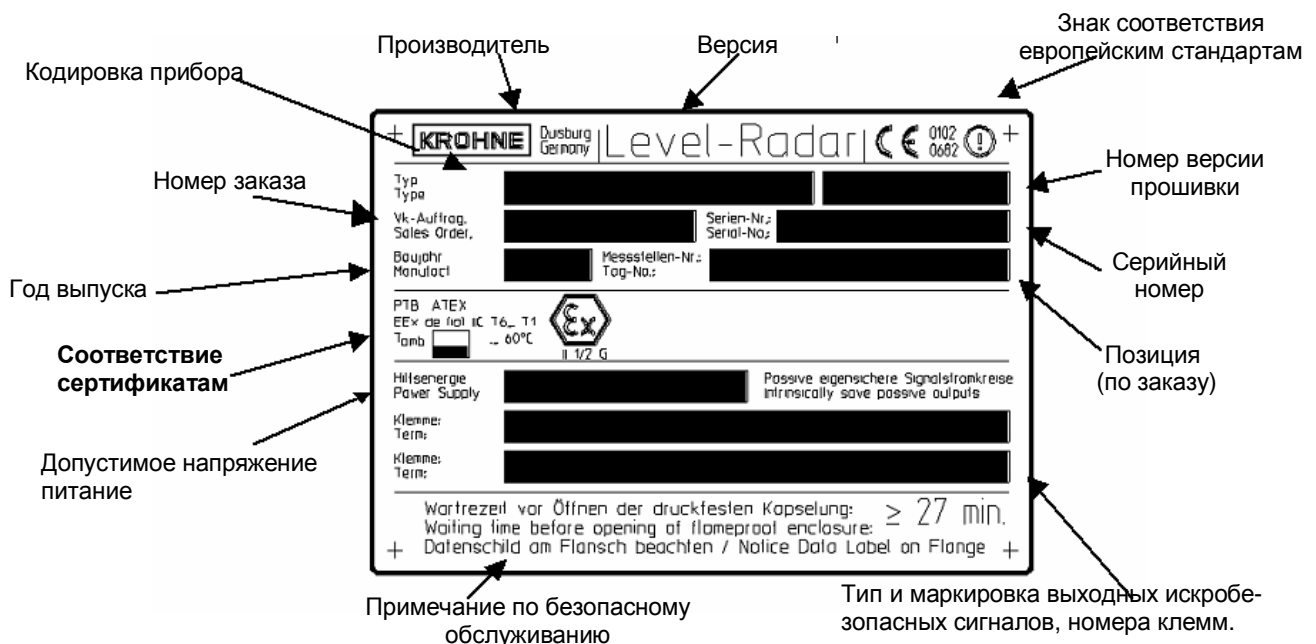 Знак соответствия
европейским стандартам
Производитель
Версия
Кодировка прибора
KROHNE Duisburg
Germany
Level-Radar
CE 0102
0682
Номер версии
прошивки
Номер заказа
Typ
Type
Vk-Auftrag.
Sales Order.
Serien-Nr.:
Serial-No.:
Серийный
номер
Год выпуска
Baujahr
Manufact
Messstellen-Nr.:
Tag-No.:
PTB ATEX
EEx de [ia] IIC T6... T1
Tamb ... 60°C
Ex
II 1/2 G
Соответствие
сертификатам
Позиция
(по заказу)
Hilfsenergie
Power Supply
Passive eigensichere Signalstromkreise
Intrinsically save passive outputs
Klemme:
Term:
Klemme:
Term:
Допустимое напряжение
питание
Wartezeit vor Öffnen der druckfesten Kapselung:
Waiting time before opening of flameproof enclosure:
≥ 27 min.
Datenschild am Flansch beachten / Notice Data Label on Flange
Примечание по безопасному
обслуживанию
Тип и маркировка выходных искробе-
зопасных сигналов, номера клемм.